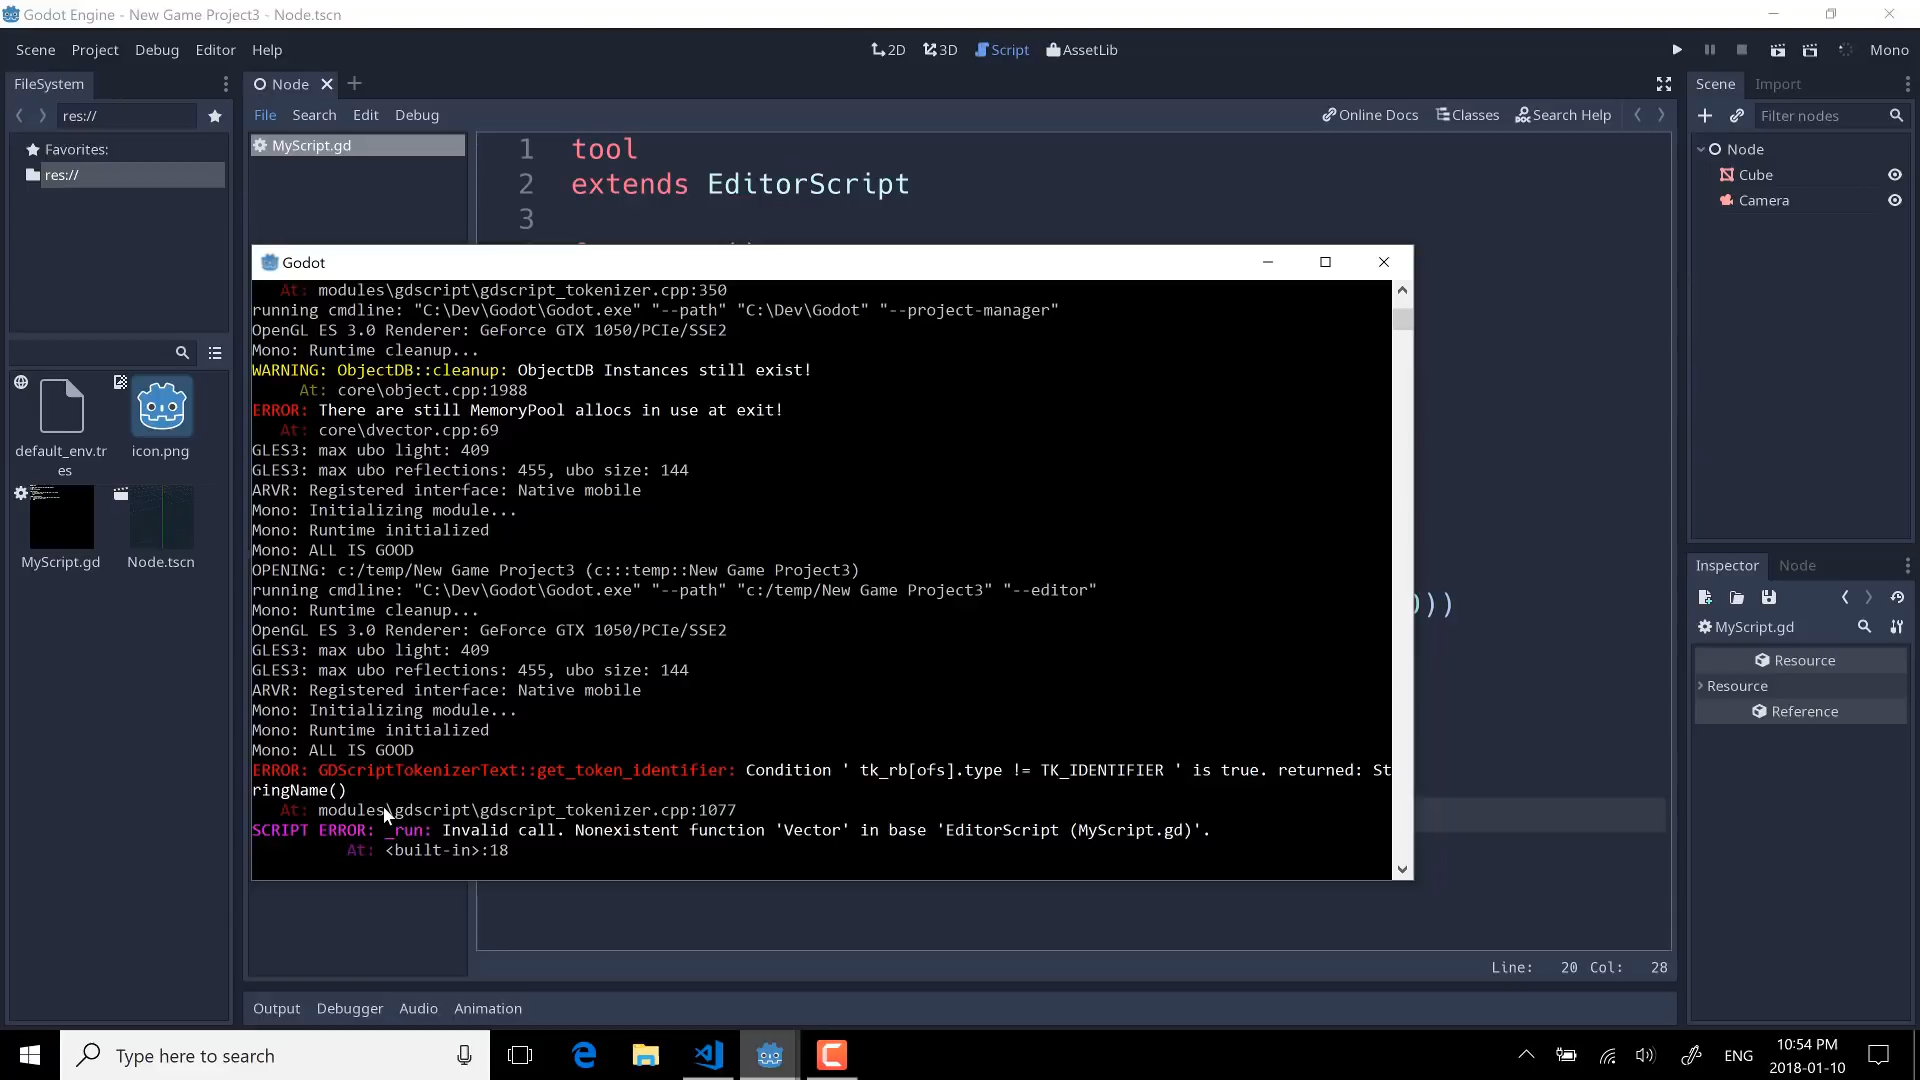 Godot Engine - New Game Project3 - Node.tscn
Scene Project Debug Editor Help
2D 3D Script AssetLib
Mono
FileSystem
Node
Scene Import
res://
File Search Edit Debug
Online Docs Classes Search Help
Filter nodes
Favorites:
res://
MyScript.gd
1 tool
2 extends EditorScript
3
Node
Cube
Camera
Godot
At: modules\gdscript\gdscript_tokenizer.cpp:350
running cmdline: "C:\Dev\Godot\Godot.exe" "--path" "C:\Dev\Godot" "--project-manager"
OpenGL ES 3.0 Renderer: GeForce GTX 1050/PCIe/SSE2
Mono: Runtime cleanup...
WARNING: ObjectDB::cleanup: ObjectDB Instances still exist!
At: core\object.cpp:1988
ERROR: There are still MemoryPool allocs in use at exit!
At: core\dvector.cpp:69
GLES3: max ubo light: 409
GLES3: max ubo reflections: 455, ubo size: 144
ARVR: Registered interface: Native mobile
Mono: Initializing module...
Mono: Runtime initialized
Mono: ALL IS GOOD
OPENING: c:/temp/New Game Project3 (c:::temp::New Game Project3)
running cmdline: "C:\Dev\Godot\Godot.exe" "--path" "c:/temp/New Game Project3" "--editor"
Mono: Runtime cleanup...
OpenGL ES 3.0 Renderer: GeForce GTX 1050/PCIe/SSE2
GLES3: max ubo light: 409
GLES3: max ubo reflections: 455, ubo size: 144
ARVR: Registered interface: Native mobile
Mono: Initializing module...
Mono: Runtime initialized
Mono: ALL IS GOOD
ERROR: GDScriptTokenizerText::get_token_identifier: Condition ' tk_rb[ofs].type != TK_IDENTIFIER ' is true. returned: St
ringName()
At: modules\gdscript\gdscript_tokenizer.cpp:1077
SCRIPT ERROR: _run: Invalid call. Nonexistent function 'Vector' in base 'EditorScript (MyScript.gd)'.
At: <built-in>:18
))
default_env.tr
es
icon.png
MyScript.gd
Node.tscn
Inspector Node
MyScript.gd
Resource
Resource
Reference
Line: 20 Col: 28
Output Debugger Audio Animation
Type here to search
ENG
10:54 PM
2018-01-10